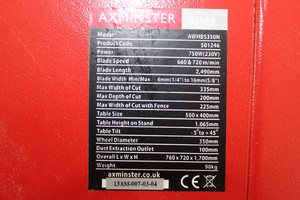 AXMINSTER Hobby
Model AWHBS350N
Product Code 501246
Power 750W(230V)
Blade Speed 660 & 720 m/min
Blade Length 2,490mm
Blade Width Min/Max 6mm(1/4") to 16mm(5/8")
Max Width of Cut 335mm
Max Depth of Cut 200mm
Max Width of Cut with Fence 225mm
Table Size 500 x 400mm
Table Height on Stand 1,065mm
Table Tilt - 5° to + 45°
Wheel Diameter 350mm
Dust Extraction Outlet 100mm
Overall L x W x H 760 x 720 x 1,700mm
Weight 90kg
axminster.co.uk
13AM-007-03-04